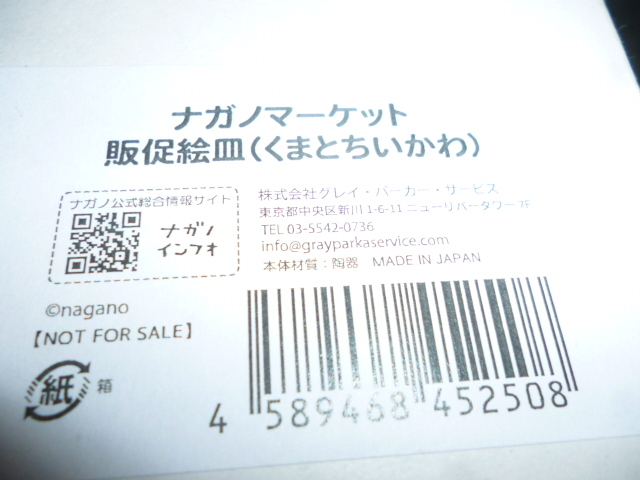 ナガノマーケット
販促絵皿(くまとちいかわ)
ナガノ公式総合情報サイト
ナガノ
インフォ
株式会社グレイ・パーカー・サービス
東京都中央区新川 1-6-11 ニューリバータワー 7F
TEL 03-5542-0736
info@grayparkaservice.com
本体材質:陶器 MADE IN JAPAN
©nagano
【NOT FOR SALE】
紙 箱
4 589468 452508